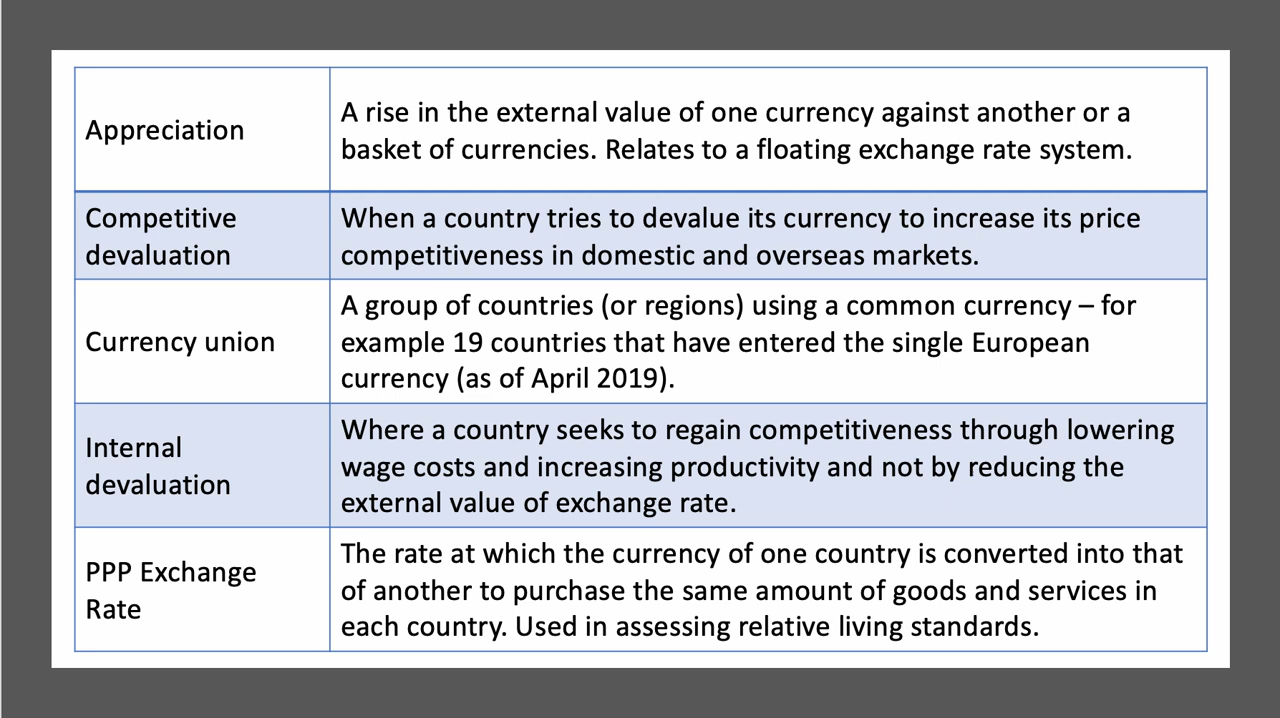 Appreciation
A rise in the external value of one currency against another or a
basket of currencies. Relates to a floating exchange rate system.
Competitive
devaluation
When a country tries to devalue its currency to increase its price
competitiveness in domestic and overseas markets.
Currency union
A group of countries (or regions) using a common currency – for
example 19 countries that have entered the single European
currency (as of April 2019).
Internal
devaluation
Where a country seeks to regain competitiveness through lowering
wage costs and increasing productivity and not by reducing the
external value of exchange rate.
PPP Exchange
Rate
The rate at which the currency of one country is converted into that
of another to purchase the same amount of goods and services in
each country. Used in assessing relative living standards.